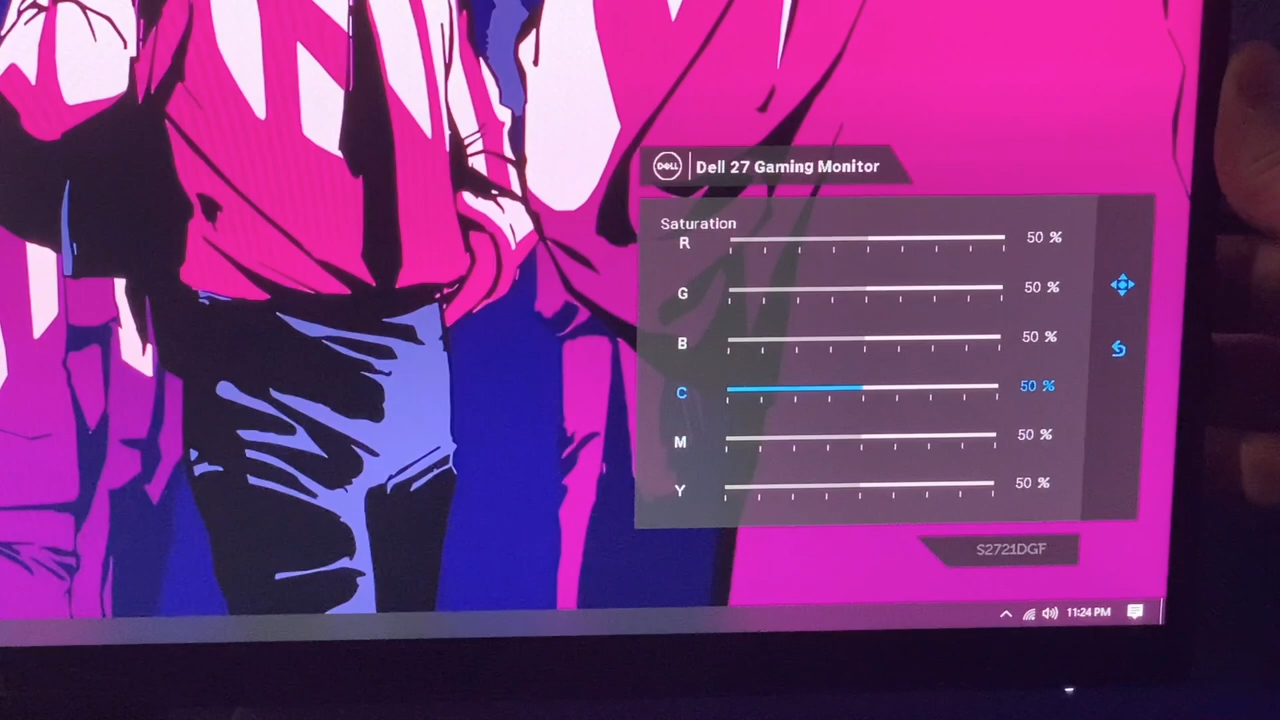 DELL Dell 27 Gaming Monitor
Saturation
R 50 %
G 50 %
B 50 %
C 50 %
M 50 %
Y 50 %
S2721DGF
11:24 PM